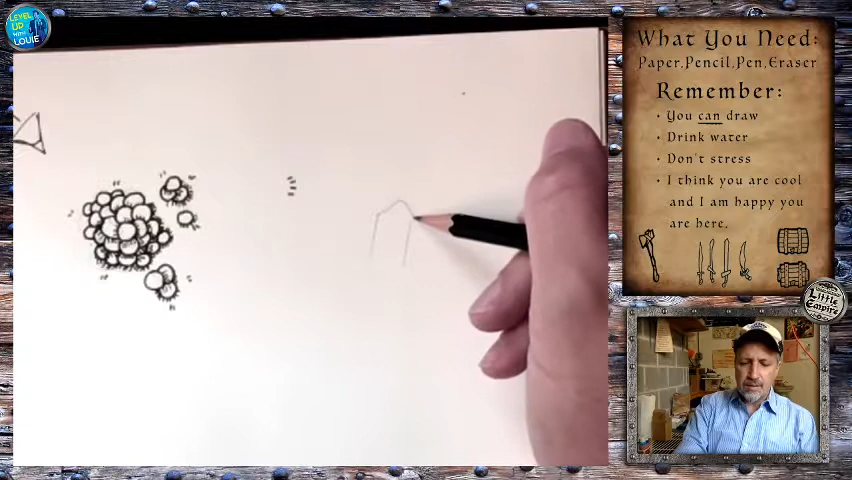 LEVEL
UP
WITH
LOUIE
What You Need:
Paper,Pencil,Pen,Eraser
Remember:
• You can draw
• Drink water
• Don't stress
• I think you are cool
and I am happy you
are here.
Little
Empire